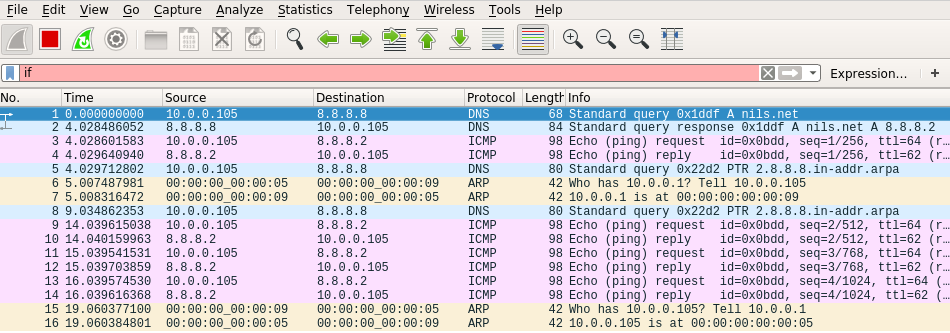 File Edit View Go Capture Analyze Statistics Telephony Wireless Tools Help
if Expression... +
No. Time Source Destination Protocol Length Info
1 0.000000000 10.0.0.105 8.8.8.8 DNS 68 Standard query 0x1ddf A nils.net
2 4.028486052 8.8.8.8 10.0.0.105 DNS 84 Standard query response 0x1ddf A nils.net A 8.8.8.2
3 4.028601583 10.0.0.105 8.8.8.2 ICMP 98 Echo (ping) request id=0x0bdd, seq=1/256, ttl=64 (r…
4 4.029640940 8.8.8.2 10.0.0.105 ICMP 98 Echo (ping) reply id=0x0bdd, seq=1/256, ttl=62 (r…
5 4.029712802 10.0.0.105 8.8.8.8 DNS 80 Standard query 0x22d2 PTR 2.8.8.8.in-addr.arpa
6 5.007487981 00:00:00_00:00:05 00:00:00_00:00:09 ARP 42 Who has 10.0.0.1? Tell 10.0.0.105
7 5.008316472 00:00:00_00:00:09 00:00:00_00:00:05 ARP 42 10.0.0.1 is at 00:00:00:00:00:09
8 9.034862353 10.0.0.105 8.8.8.8 DNS 80 Standard query 0x22d2 PTR 2.8.8.8.in-addr.arpa
9 14.039615038 10.0.0.105 8.8.8.2 ICMP 98 Echo (ping) request id=0x0bdd, seq=2/512, ttl=64 (r…
10 14.040159963 8.8.8.2 10.0.0.105 ICMP 98 Echo (ping) reply id=0x0bdd, seq=2/512, ttl=62 (r…
11 15.039541531 10.0.0.105 8.8.8.2 ICMP 98 Echo (ping) request id=0x0bdd, seq=3/768, ttl=64 (r…
12 15.039703859 8.8.8.2 10.0.0.105 ICMP 98 Echo (ping) reply id=0x0bdd, seq=3/768, ttl=62 (r…
13 16.039574530 10.0.0.105 8.8.8.2 ICMP 98 Echo (ping) request id=0x0bdd, seq=4/1024, ttl=64 (…
14 16.039616368 8.8.8.2 10.0.0.105 ICMP 98 Echo (ping) reply id=0x0bdd, seq=4/1024, ttl=62 (…
15 19.060377100 00:00:00_00:00:09 00:00:00_00:00:05 ARP 42 Who has 10.0.0.105? Tell 10.0.0.1
16 19.060384801 00:00:00_00:00:05 00:00:00_00:00:09 ARP 42 10.0.0.105 is at 00:00:00:00:00:05